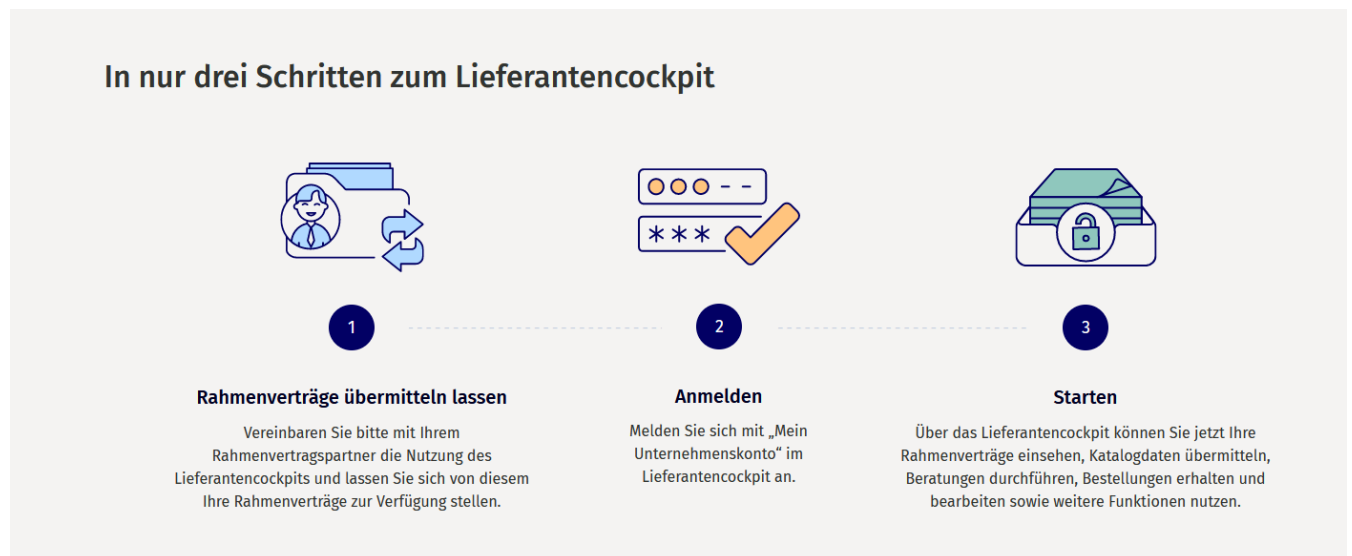 In nur drei Schritten zum Lieferantencockpit
***
1
2
3
Rahmenverträge übermitteln lassen
Vereinbaren Sie bitte mit Ihrem
Rahmenvertragspartner die Nutzung des
Lieferantencockpits und lassen Sie sich von diesem
Ihre Rahmenverträge zur Verfügung stellen.
Anmelden
Melden Sie sich mit „Mein
Unternehmenskonto“ im
Lieferantencockpit an.
Starten
Über das Lieferantencockpit können Sie jetzt Ihre
Rahmenverträge einsehen, Katalogdaten übermitteln,
Beratungen durchführen, Bestellungen erhalten und
bearbeiten sowie weitere Funktionen nutzen.